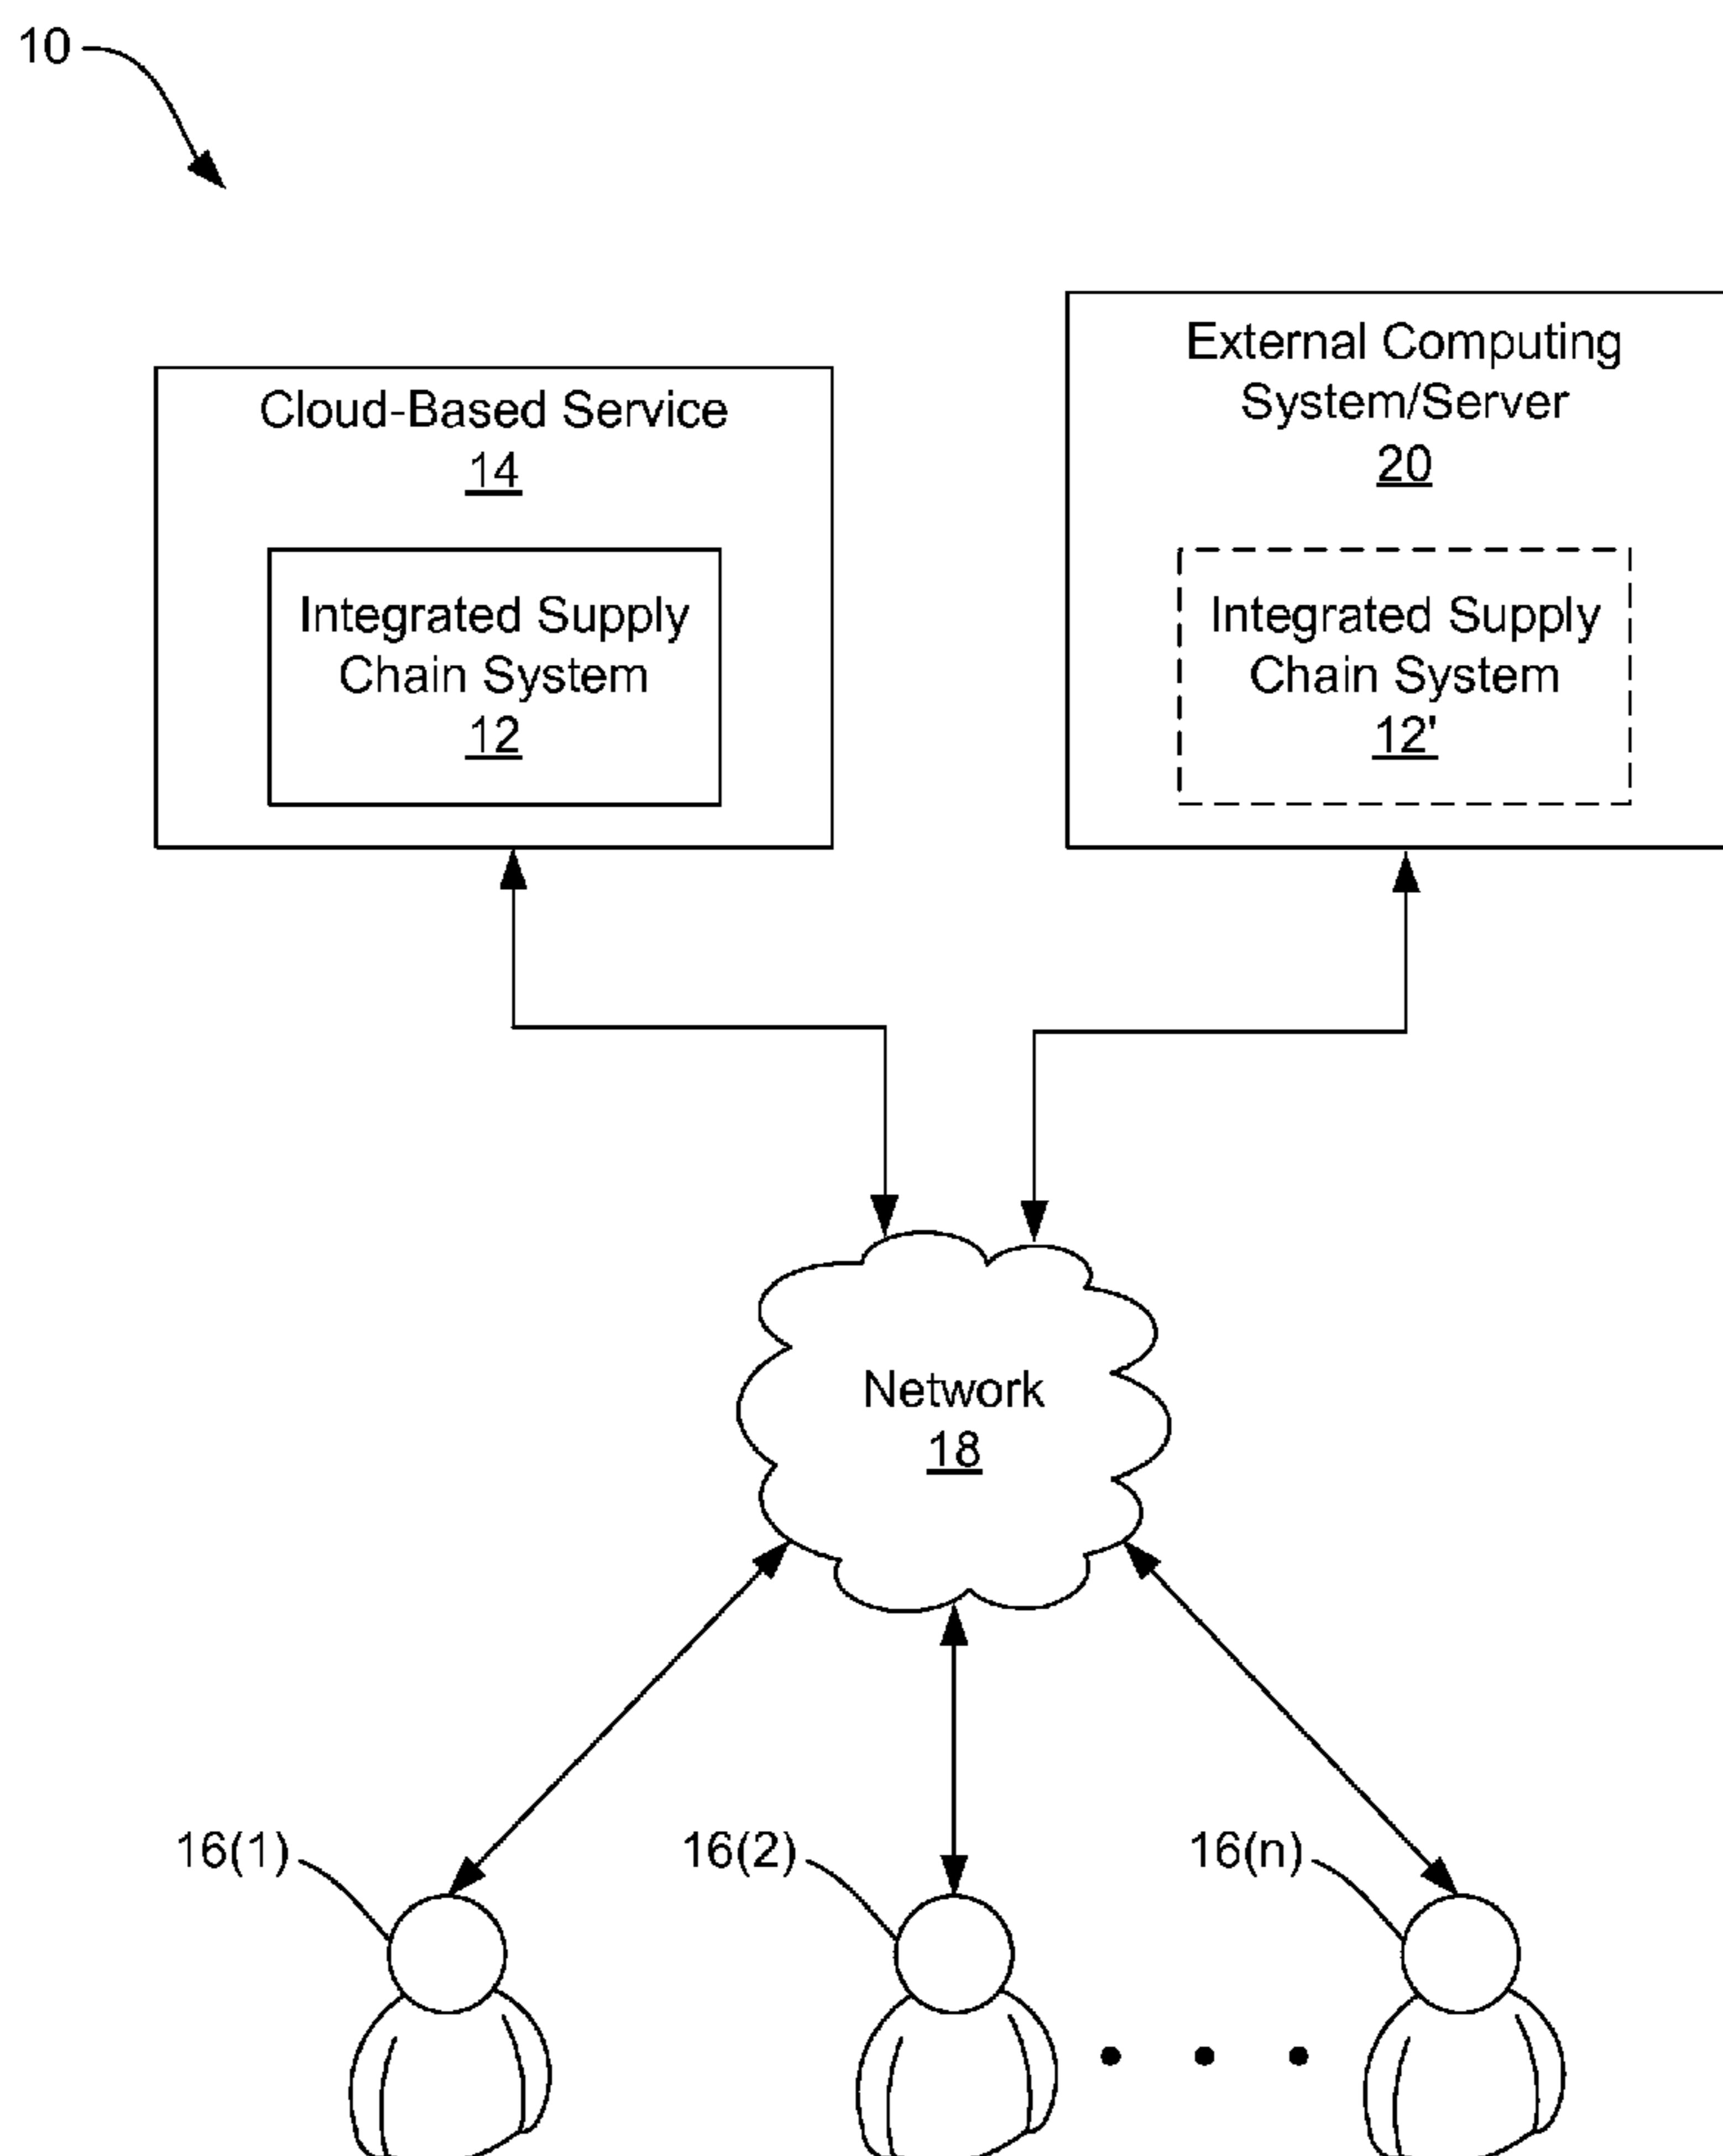 10
Cloud-Based Service
14
Integrated Supply
Chain System
12
External Computing
System/Server
20
Integrated Supply
Chain System
12'
Network
18
16(1)
16(2)
16(n)